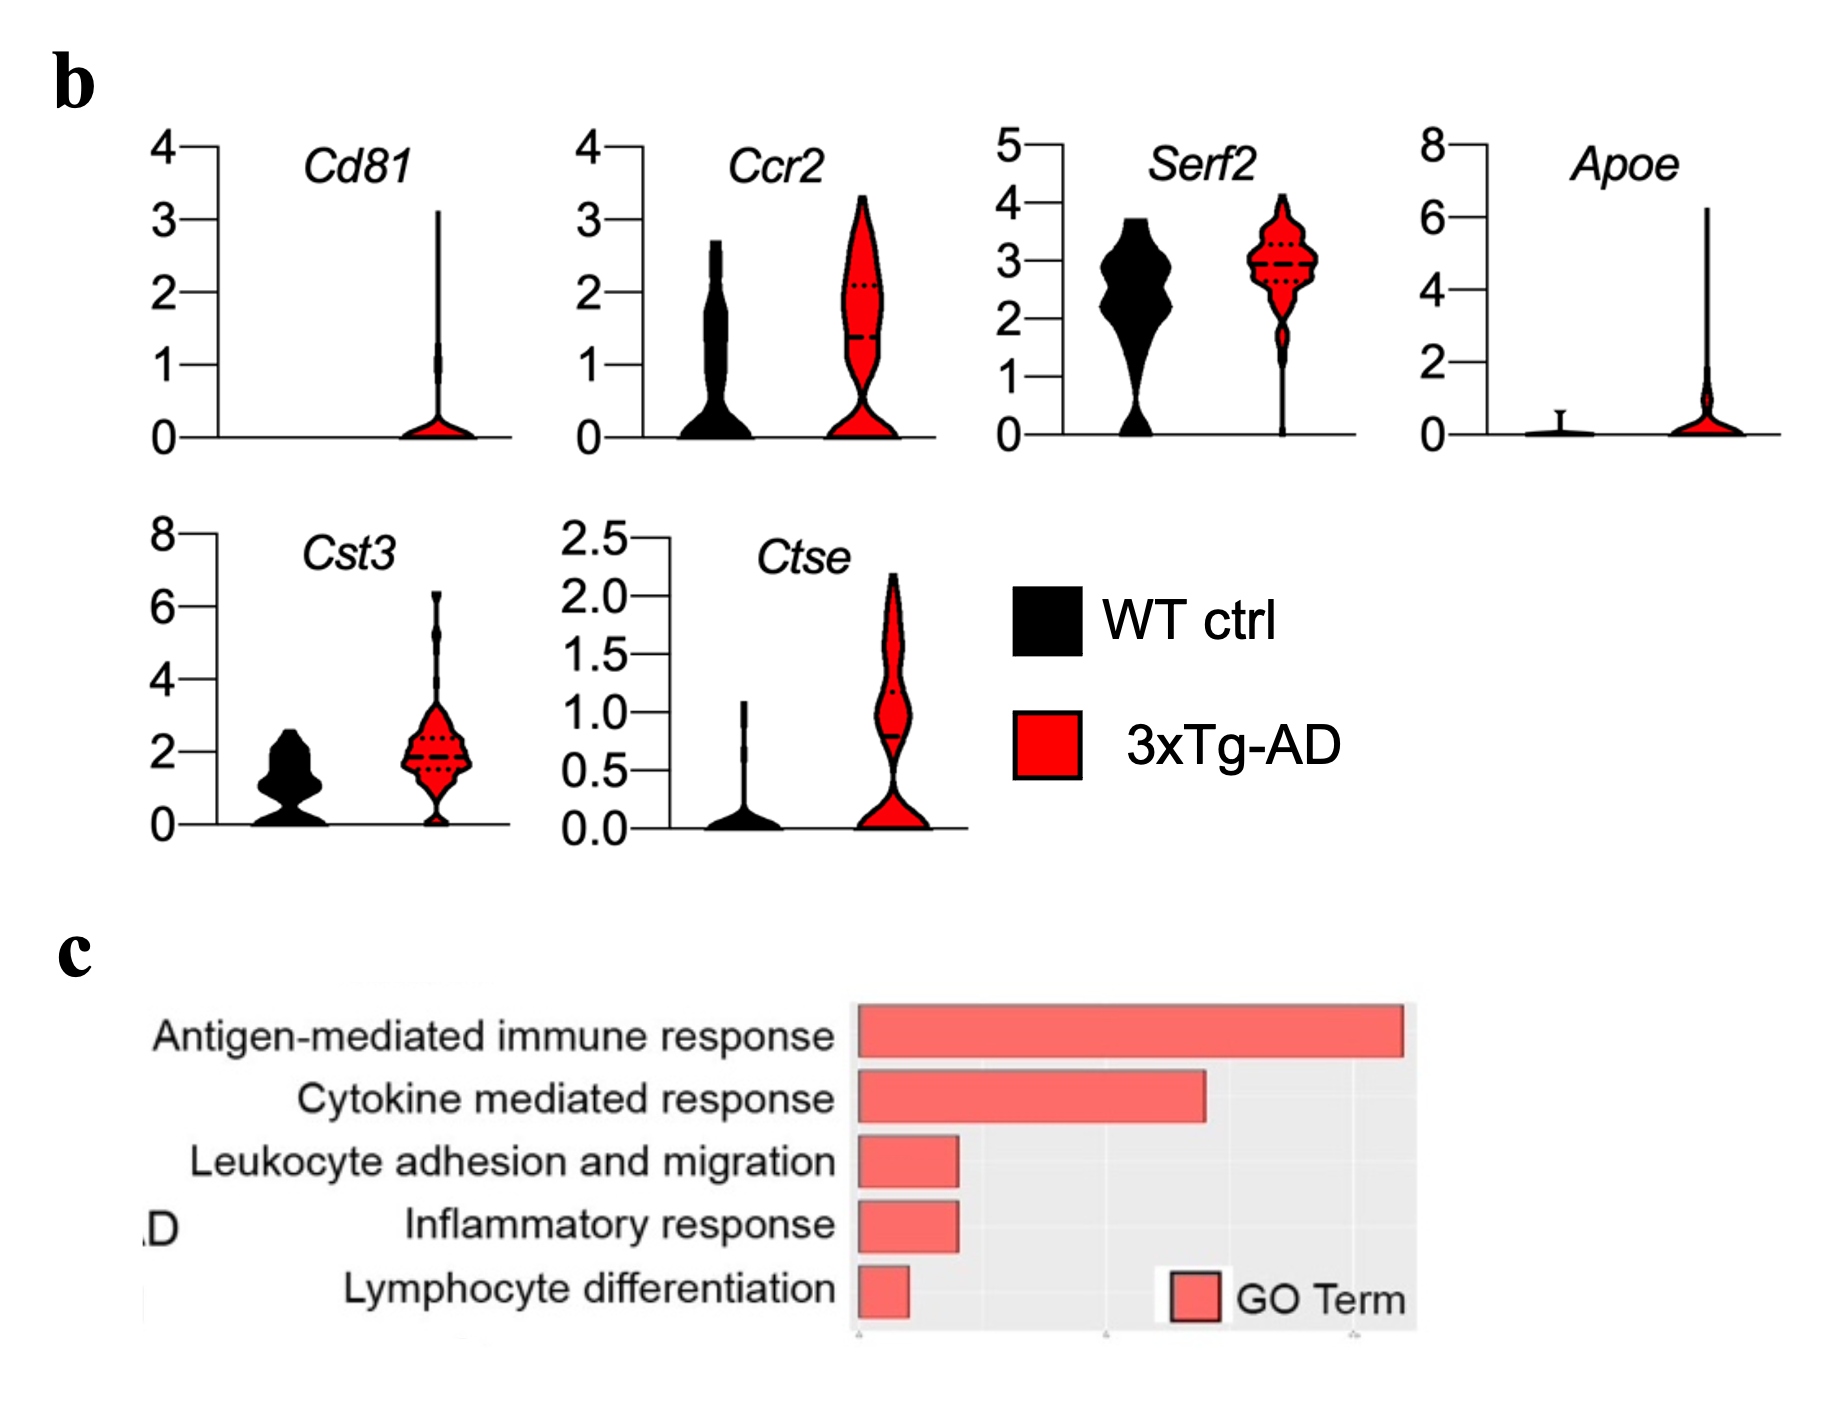 b
Cd81
4
3
2
1
0
Ccr2
4
3
2
1
0
Serf2
5
4
3
2
1
0
Apoe
8
6
4
2
0
Cst3
8
6
4
2
0
Ctse
2.5
2.0
1.5
1.0
0.5
0.0
WT ctrl
3xTg-AD
c
Antigen-mediated immune response
Cytokine mediated response
Leukocyte adhesion and migration
Inflammatory response
Lymphocyte differentiation
D
GO Term